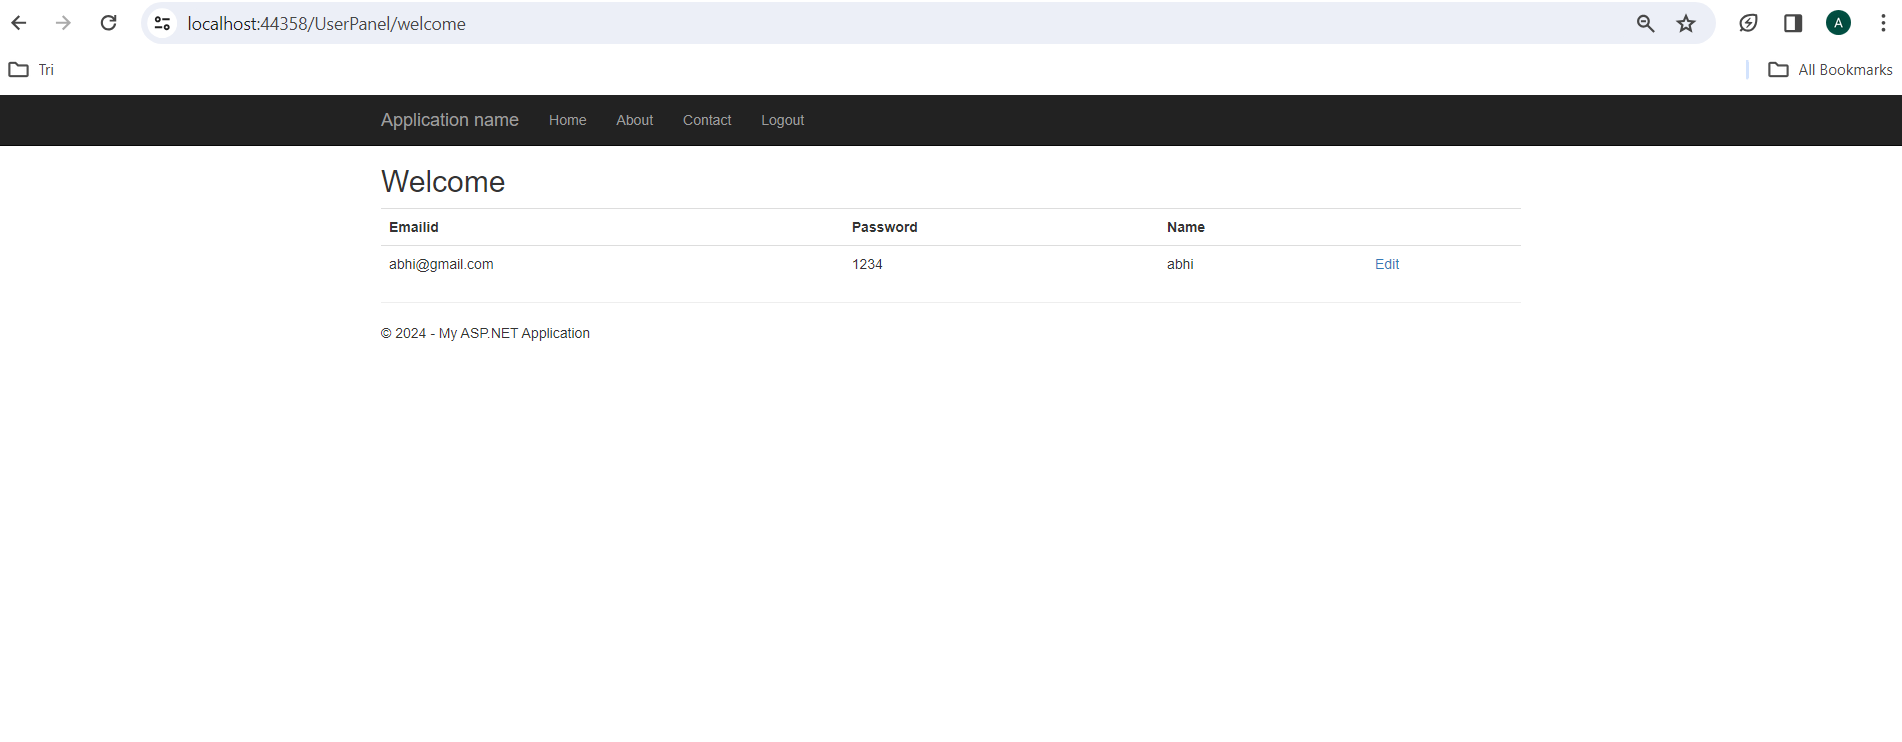 localhost:44358/UserPanel/welcome
A
Tri
All Bookmarks
Application name Home About Contact Logout
Welcome
Emailid Password Name
abhi@gmail.com 1234 abhi Edit
© 2024 - My ASP.NET Application